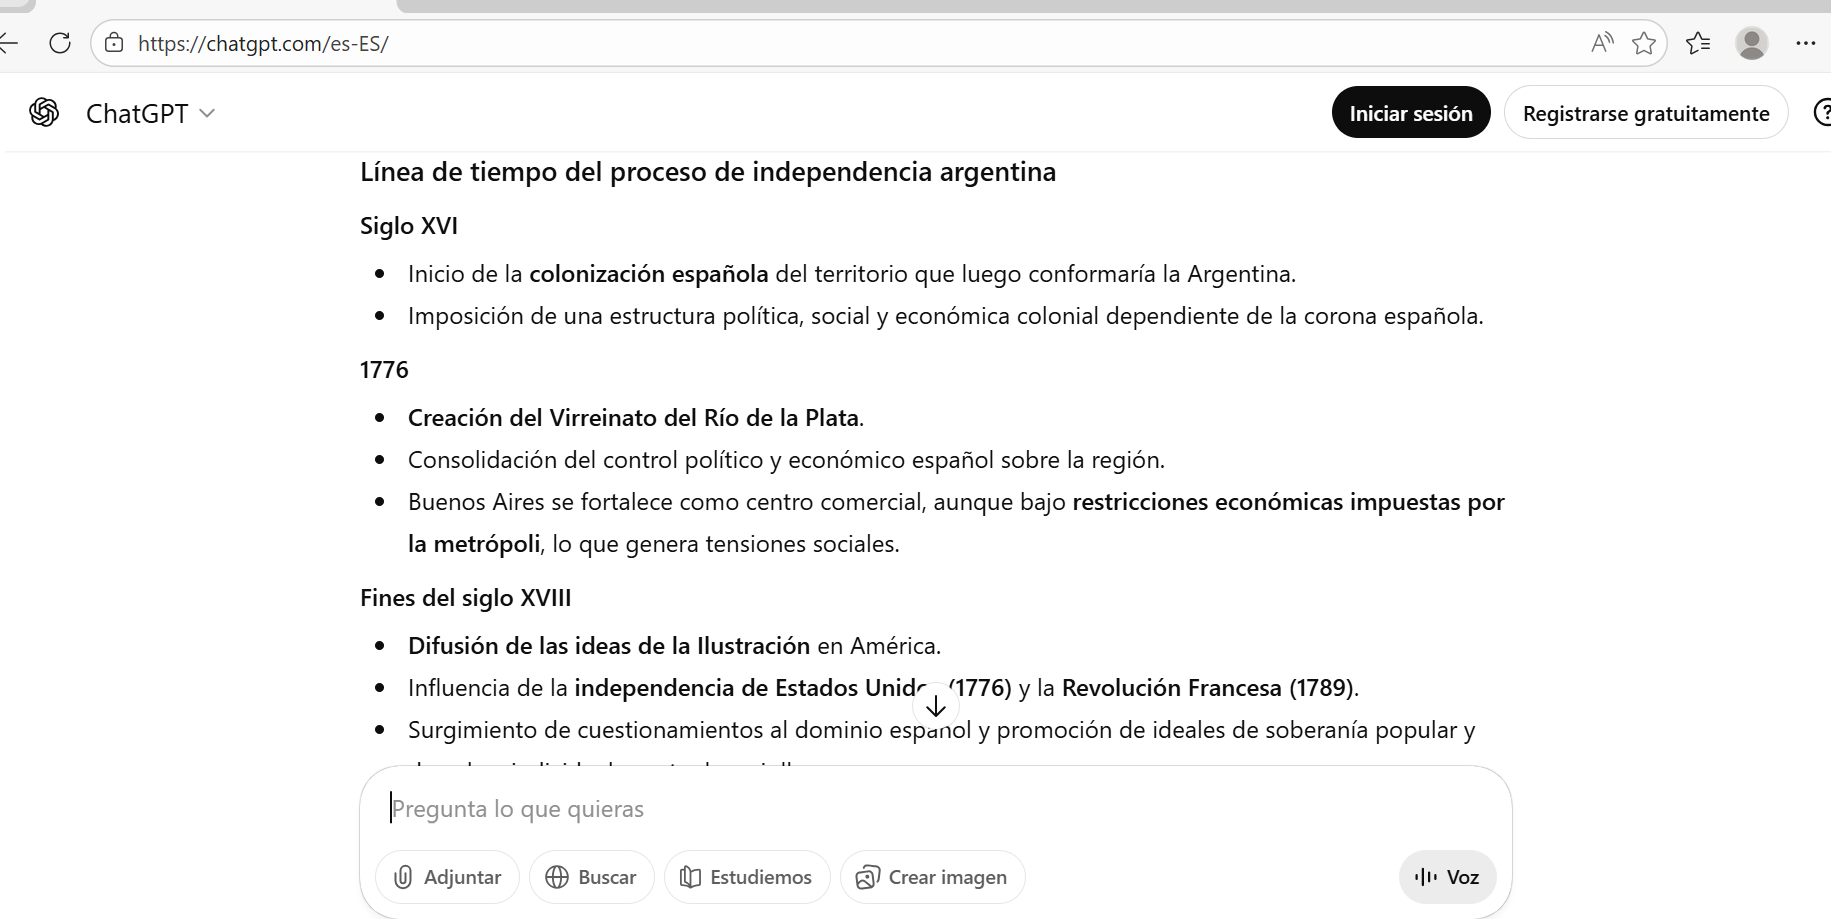 https://chatgpt.com/es-ES/
ChatGPT
Iniciar sesión
Registrarse gratuitamente
Línea de tiempo del proceso de independencia argentina
Siglo XVI
Inicio de la colonización española del territorio que luego conformaría la Argentina.
Imposición de una estructura política, social y económica colonial dependiente de la corona española.
1776
Creación del Virreinato del Río de la Plata.
Consolidación del control político y económico español sobre la región.
Buenos Aires se fortalece como centro comercial, aunque bajo restricciones económicas impuestas por
la metrópoli, lo que genera tensiones sociales.
Fines del siglo XVIII
Difusión de las ideas de la Ilustración en América.
Influencia de la independencia de Estados Unidos (1776) y la Revolución Francesa (1789).
Surgimiento de cuestionamientos al dominio español y promoción de ideales de soberanía popular y
Pregunta lo que quieras
Adjuntar
Buscar
Estudiemos
Crear imagen
Voz